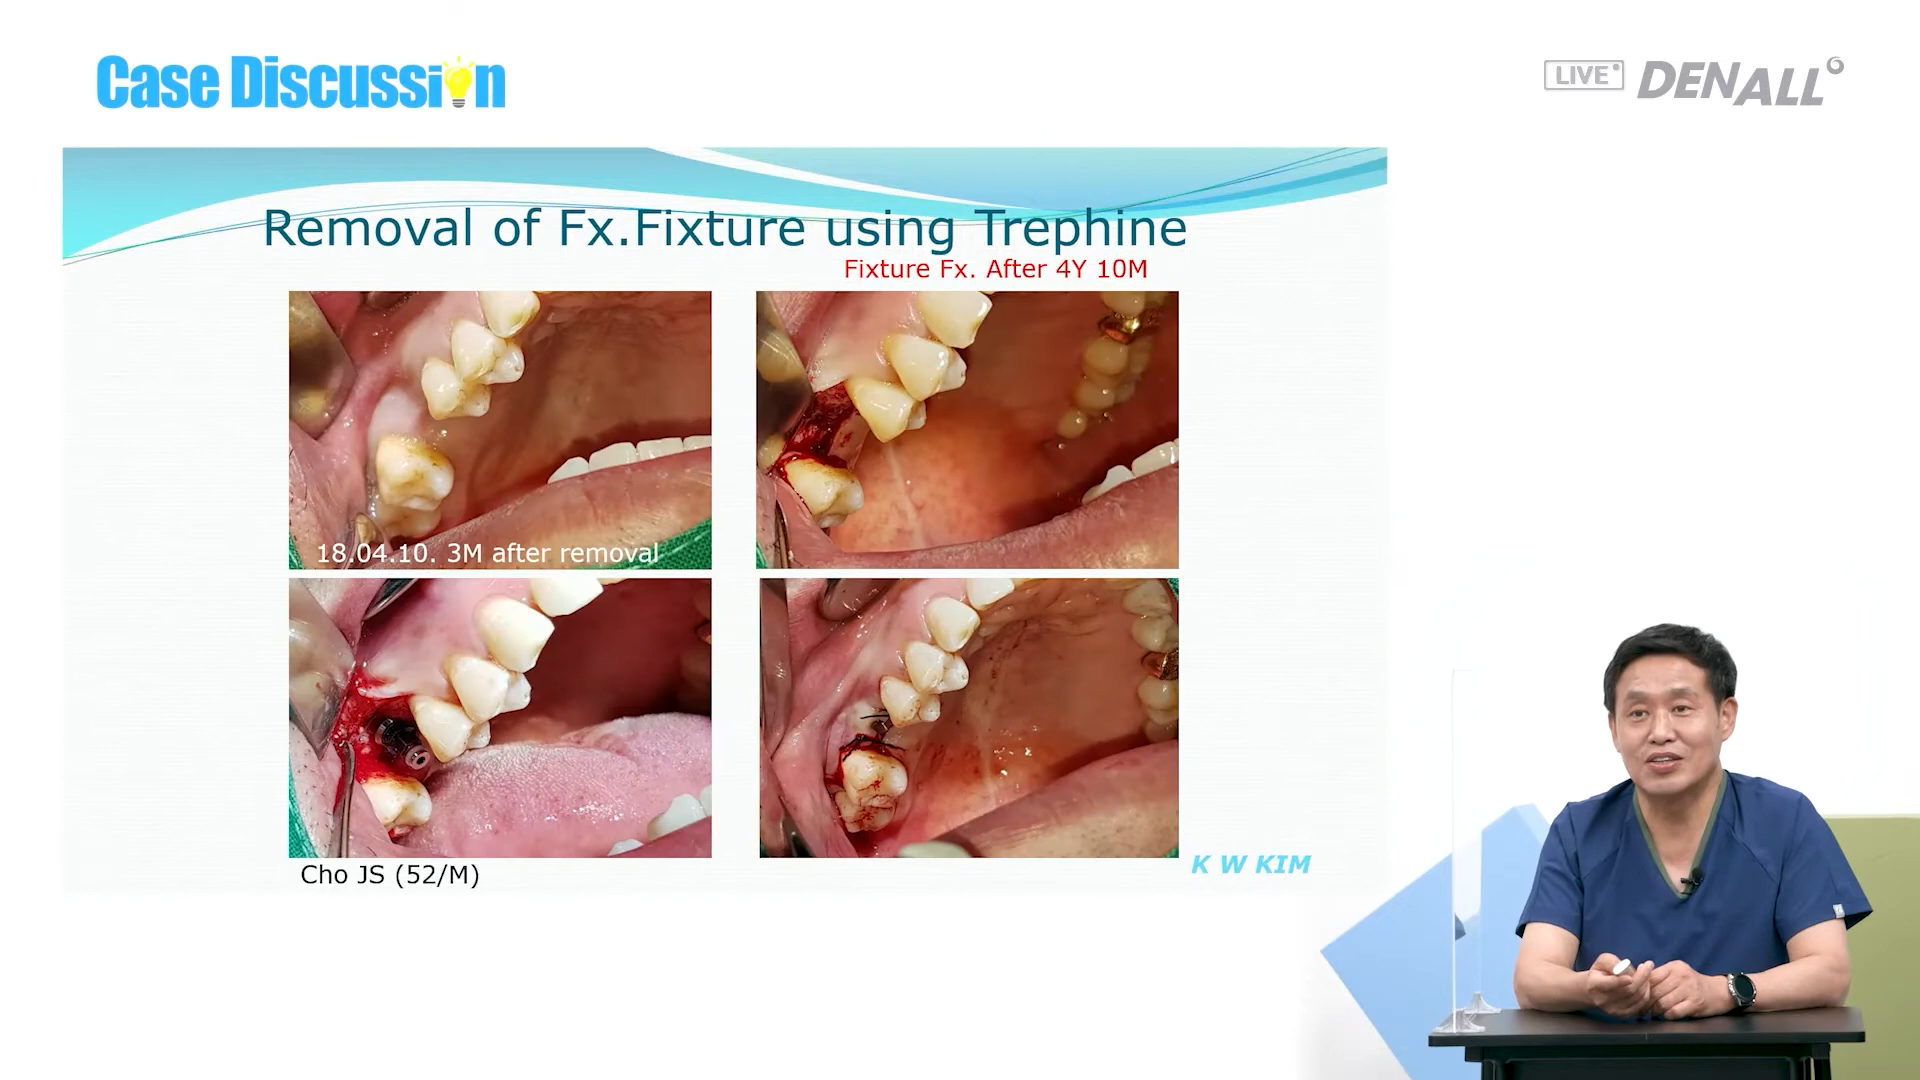 Case Discussion
LIVE
DENALL
Removal of Fx.Fixture using Trephine
Fixture Fx. After 4Y 10M
18.04.10. 3M after removal
Cho JS (52/M)
K W KIM